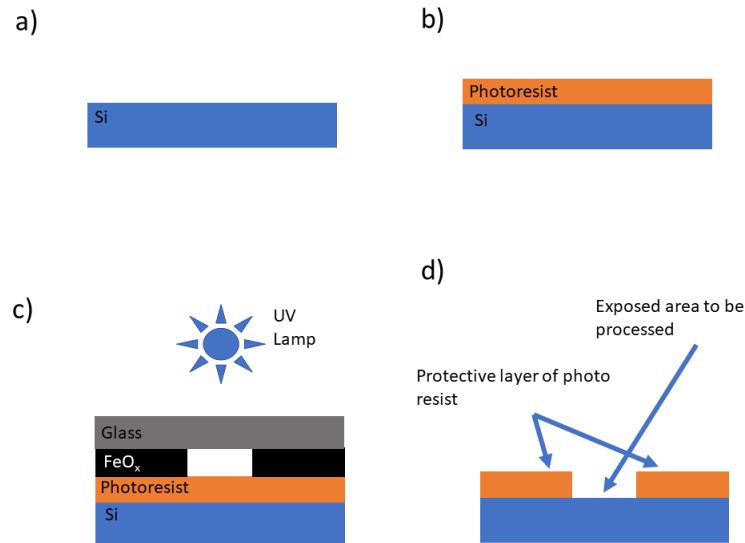 a)
Si
b)
Photoresist
Si
c)
UV
Lamp
Glass
FeOₓ
Photoresist
Si
d)
Exposed area to be
processed
Protective layer of photo
resist